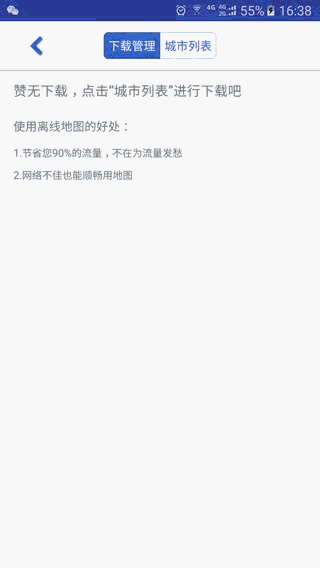 4G 4G 2G 55% 16:38
下载管理 城市列表
赞无下载，点击“城市列表”进行下载吧
使用离线地图的好处：
1.节省您90%的流量，不在为流量发愁
2.网络不佳也能顺畅用地图